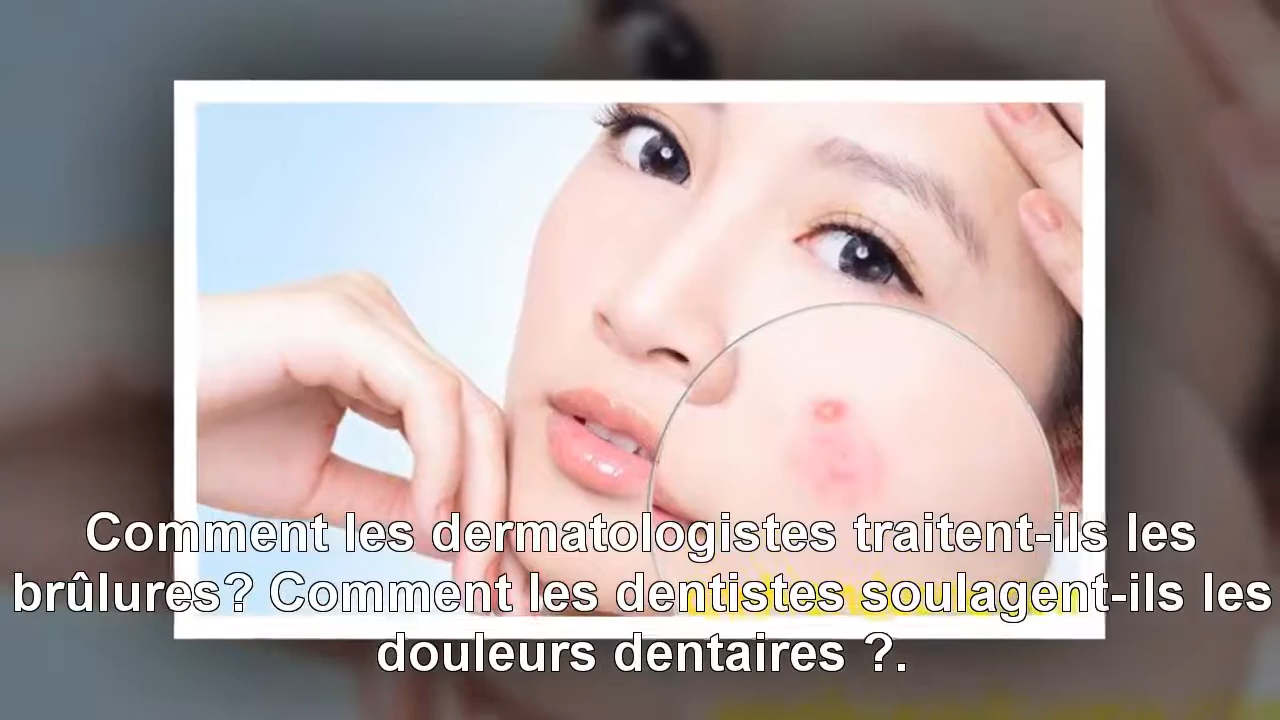 Comment les dermatologistes traitent-ils les
brûlures? Comment les dentistes soulagent-ils les
douleurs dentaires ?.